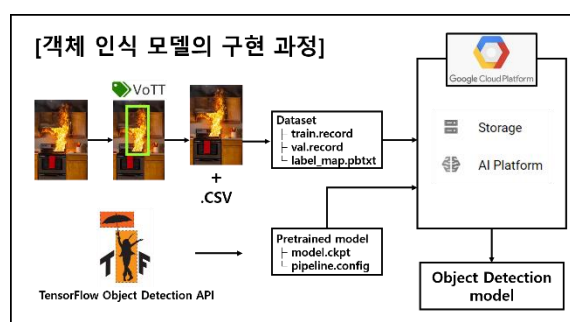 [객체 인식 모델의 구현 과정]
VoTT
+
.CSV
Dataset
train.record
val.record
label_map.pbtxt
Google Cloud Platform
Storage
AI Platform
T F
TensorFlow Object Detection API
Pretrained model
model.ckpt
pipeline.config
Object Detection
model